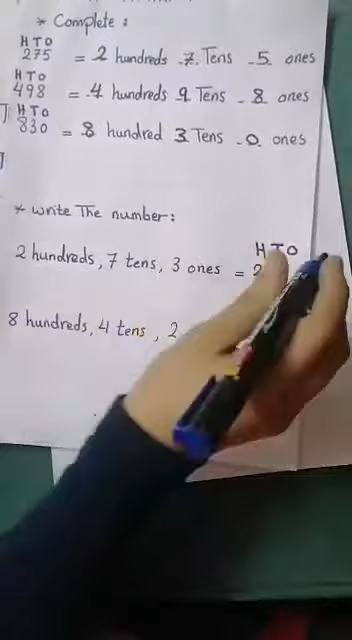 * Complete :
H T O
275 = 2 hundreds 7 Tens 5 ones
H T O
498 = 4 hundreds 9 Tens 8 ones
H T O
830 = 8 hundred 3 Tens 0 ones
* Write The number:
H T O
2 hundreds, 7 tens, 3 ones = 2
8 hundreds, 4 tens, 2